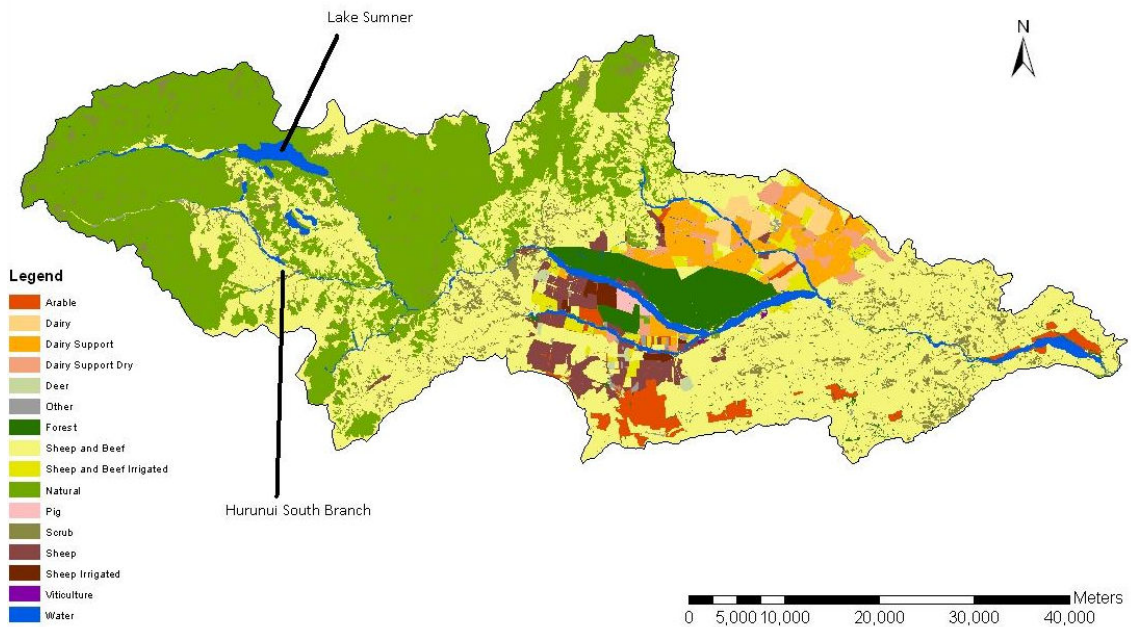 Lake Sumner
N
Hurunui South Branch
Legend
Arable
Dairy
Dairy Support
Dairy Support Dry
Deer
Other
Forest
Sheep and Beef
Sheep and Beef Irrigated
Natural
Pig
Scrub
Sheep
Sheep Irrigated
Viticulture
Water
Meters
0 5,000 10,000 20,000 30,000 40,000